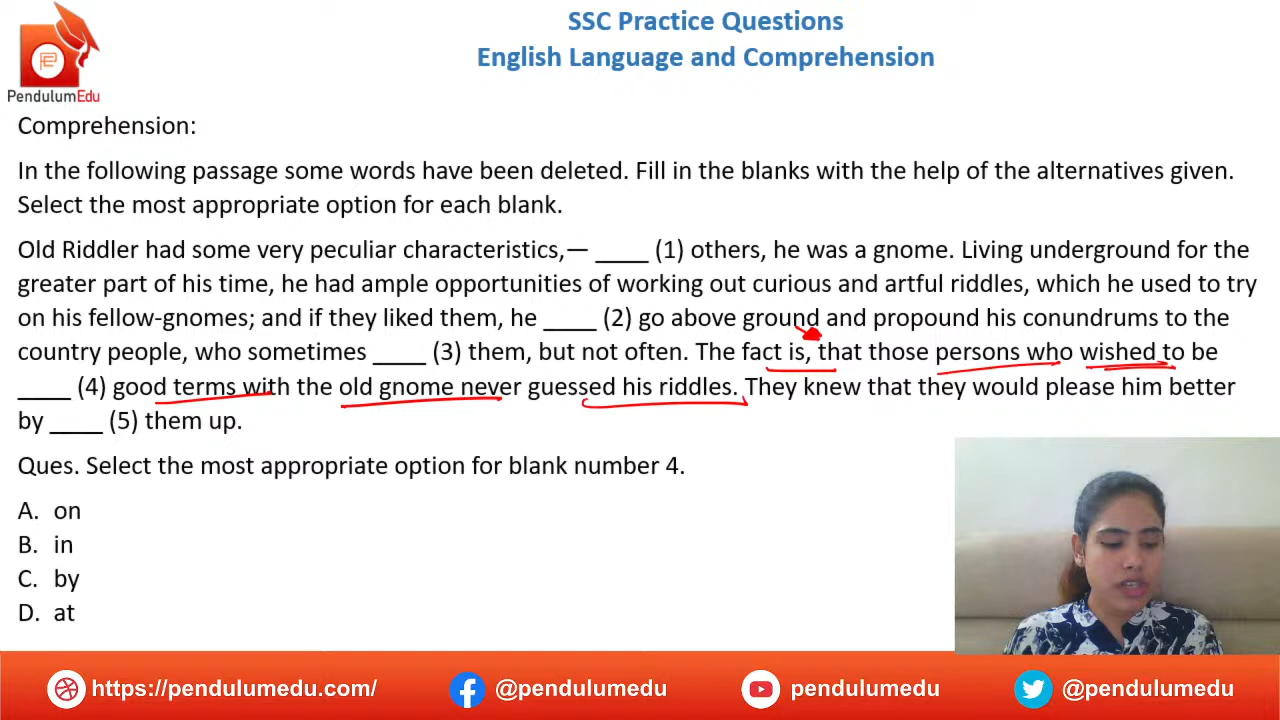 SSC Practice Questions
English Language and Comprehension
PendulumEdu
Comprehension:
In the following passage some words have been deleted. Fill in the blanks with the help of the alternatives given.
Select the most appropriate option for each blank.
Old Riddler had some very peculiar characteristics,— ____ (1) others, he was a gnome. Living underground for the
greater part of his time, he had ample opportunities of working out curious and artful riddles, which he used to try
on his fellow-gnomes; and if they liked them, he ____ (2) go above ground and propound his conundrums to the
country people, who sometimes ____ (3) them, but not often. The fact is, that those persons who wished to be
____ (4) good terms with the old gnome never guessed his riddles. They knew that they would please him better
by ____ (5) them up.
Ques. Select the most appropriate option for blank number 4.
A. on
B. in
C. by
D. at
https://pendulumedu.com/ @pendulumedu pendulumedu @pendulumedu